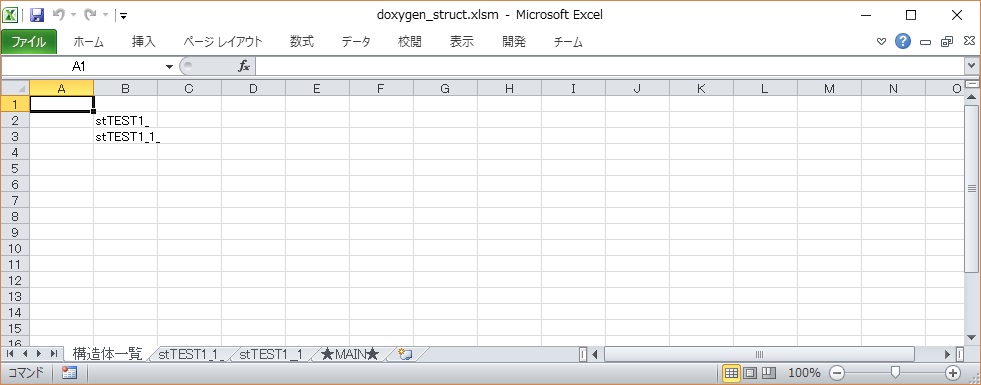 doxygen_struct.xlsm - Microsoft Excel
ファイル ホーム 挿入 ページ レイアウト 数式 データ 校閲 表示 開発 チーム
A1 fx
A B C D E F G H I J K L M N O
1
2 stTEST1_
3 stTEST1_1_
4
5
6
7
8
9
10
11
12
13
14
15
16
構造体一覧 stTEST1_1_ stTEST1__1 ★MAIN★
コマンド 100%